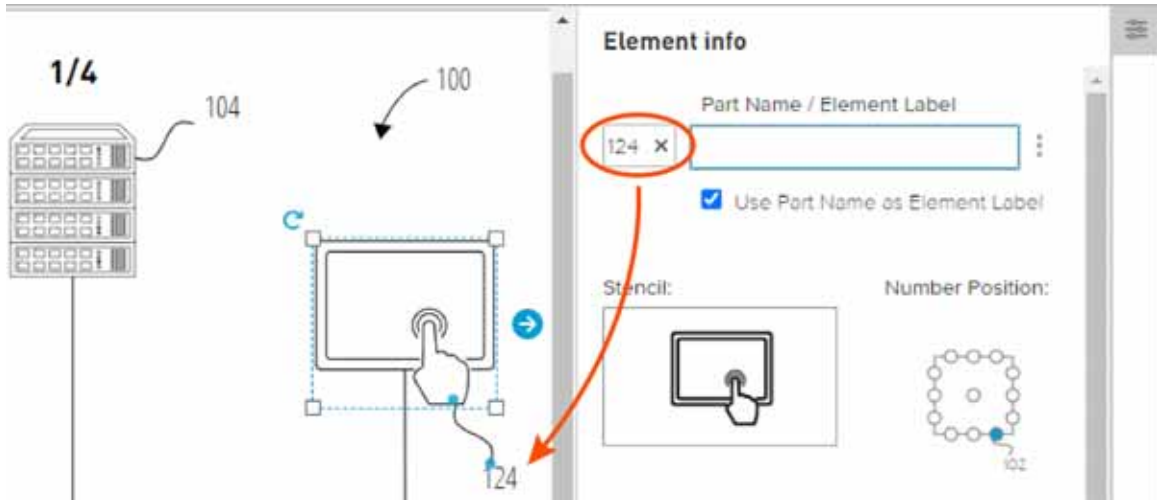 1/4
104
100
124
Element info
Part Name / Element Label
124 ×
Use Part Name as Element Label
Stencil:
Number Position:
102